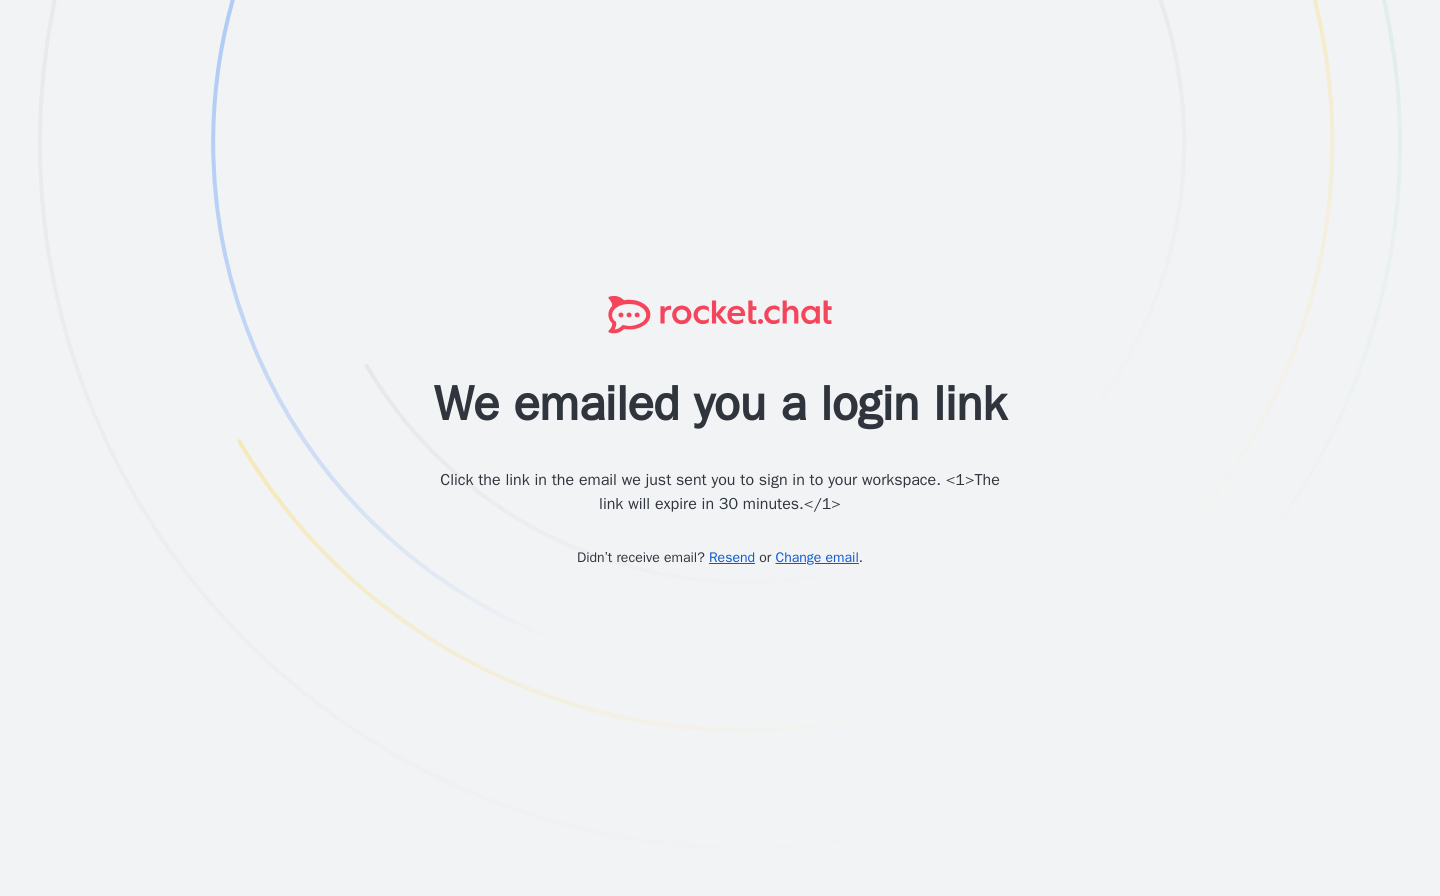 rocket.chat
We emailed you a login link
Click the link in the email we just sent you to sign in to your workspace. <1>The
link will expire in 30 minutes.</1>
Didn’t receive email? Resend or Change email.